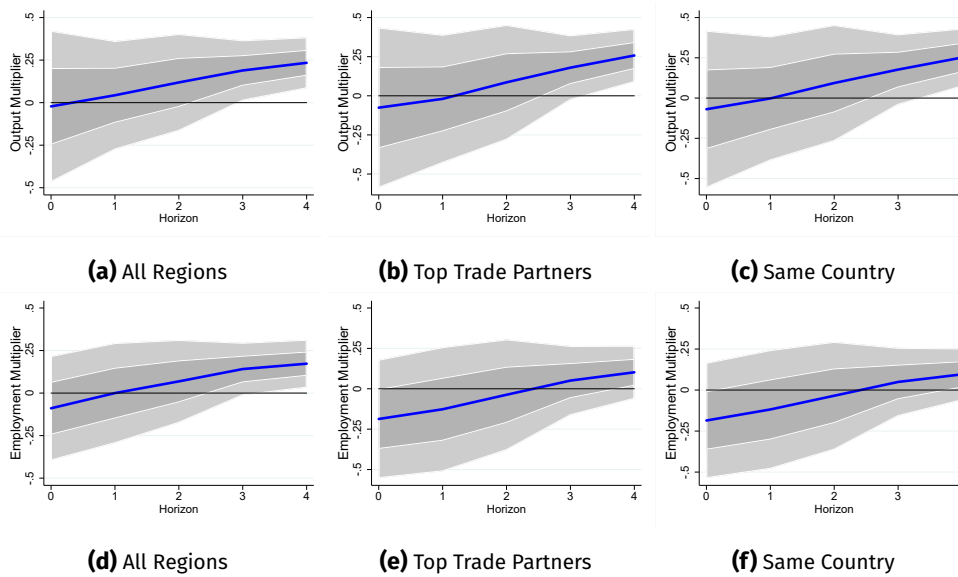 Output Multiplier
.5
.25
0
-.25
-.5
0 1 2 3 4
Horizon
(a) All Regions
Output Multiplier
.5
.25
0
-.25
-.5
0 1 2 3 4
Horizon
(b) Top Trade Partners
Output Multiplier
.5
.25
0
-.25
-.5
0 1 2 3
Horizon
(c) Same Country
Employment Multiplier
.5
.25
0
-.25
-.5
0 1 2 3 4
Horizon
(d) All Regions
Employment Multiplier
.5
.25
0
-.25
-.5
0 1 2 3 4
Horizon
(e) Top Trade Partners
Employment Multiplier
.5
.25
0
-.25
-.5
0 1 2 3
Horizon
(f) Same Country